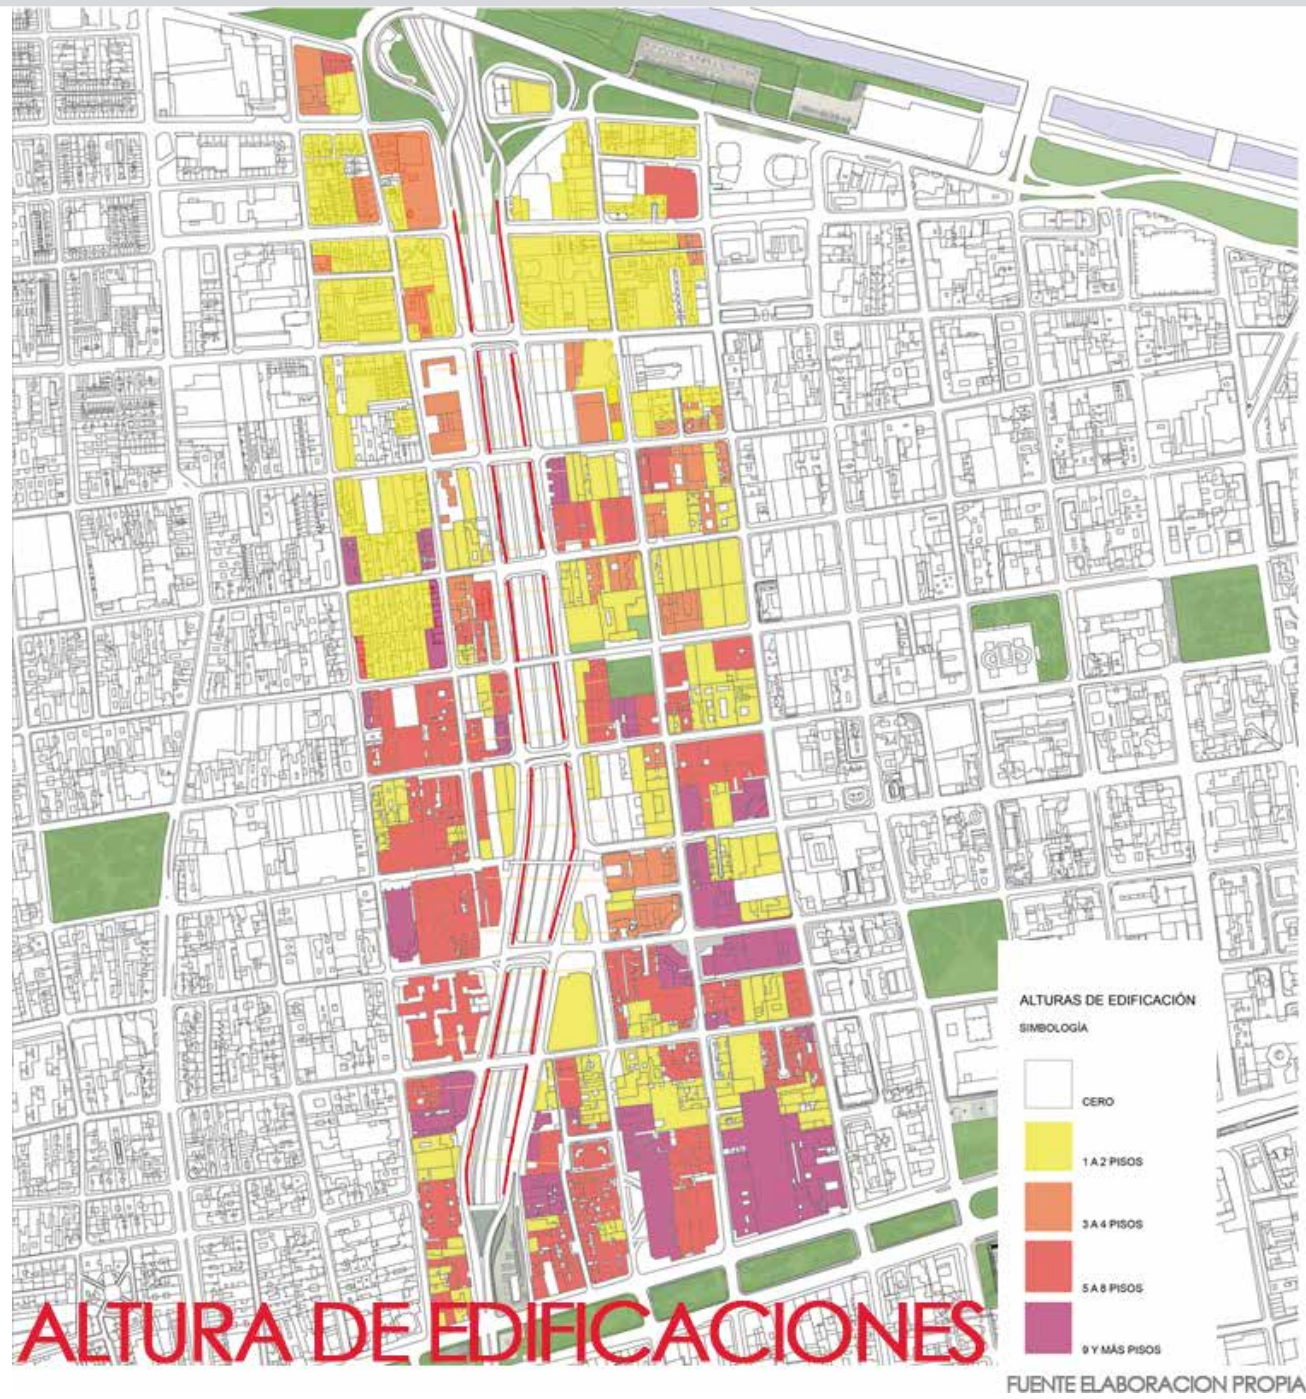 ALTURAS DE EDIFICACIÓN
SIMBOLOGÍA
CERO
1 A 2 PISOS
3 A 4 PISOS
5 A 8 PISOS
9 Y MÁS PISOS
ALTURA DE EDIFICACIONES
FUENTE ELABORACION PROPIA